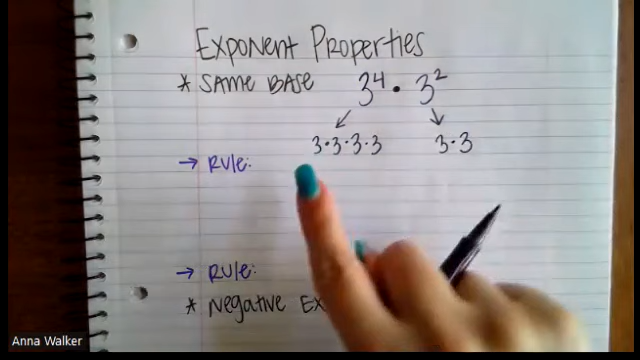 Exponent Properties
* SAME BASE 3⁴ · 3²
3·3·3·3 3·3
→ RULE:
→ RULE:
* Negative
Anna Walker